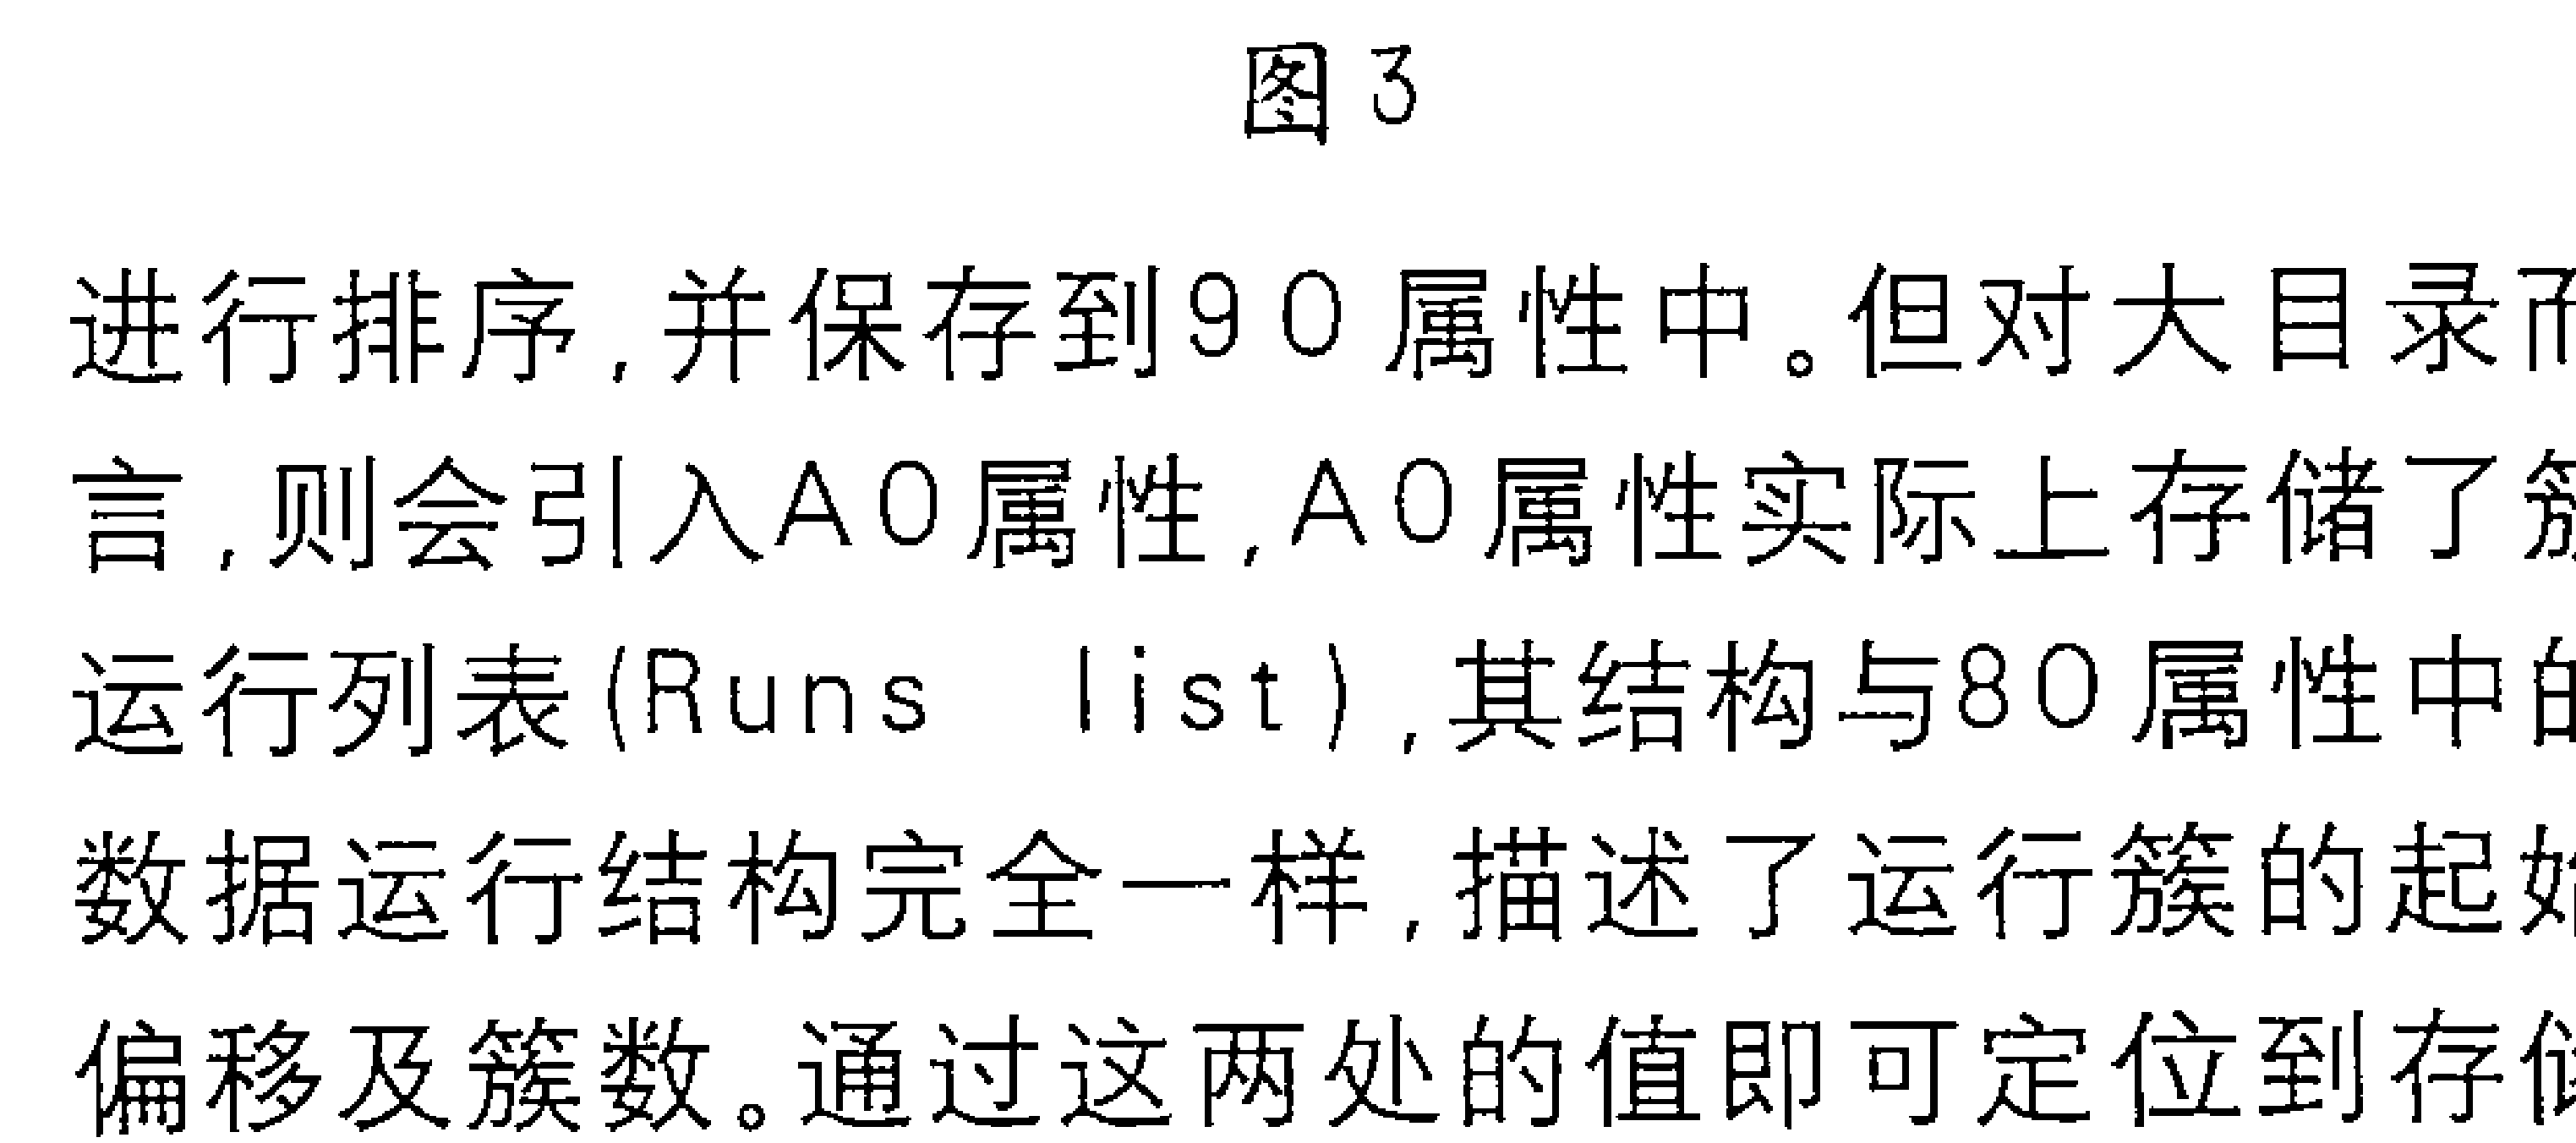 图 3
进行排序,并保存到90属性中。但对大目录而
言,则会引入A0属性,A0属性实际上存储了簇
运行列表(Runs list),其结构与80属性中的
数据运行结构完全一样,描述了运行簇的起始
偏移及簇数。通过这两处的值即可定位到存储